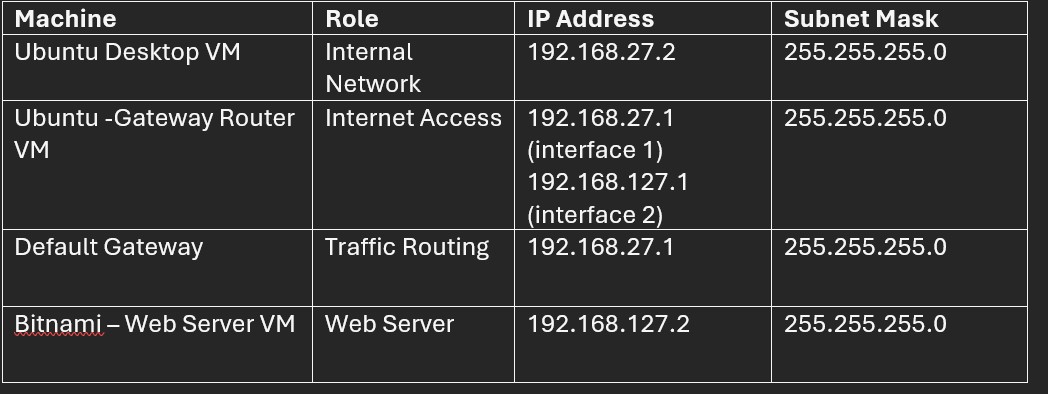 Machine Role IP Address Subnet Mask
Ubuntu Desktop VM Internal 192.168.27.2 255.255.255.0
Network
Ubuntu -Gateway Router Internet Access 192.168.27.1 255.255.255.0
VM (interface 1)
192.168.127.1
(interface 2)
Default Gateway Traffic Routing 192.168.27.1 255.255.255.0
Bitnami – Web Server VM Web Server 192.168.127.2 255.255.255.0